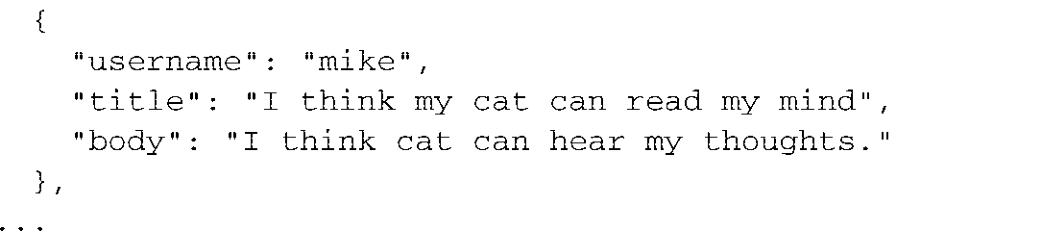 {
"username": "mike",
"title": "I think my cat can read my mind",
"body": "I think cat can hear my thoughts."
},
...